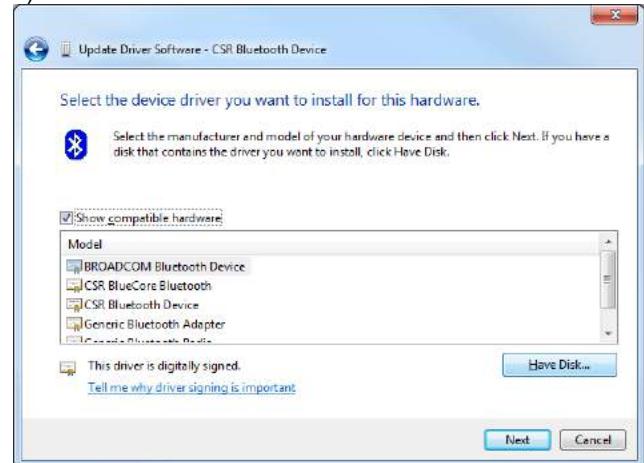 Update Driver Software - CSR Bluetooth Device
Select the device driver you want to install for this hardware.
Select the manufacturer and model of your hardware device and then click Next. If you have a
disk that contains the driver you want to install, click Have Disk.
Show compatible hardware
Model
BROADCOM Bluetooth Device
CSR BlueCore Bluetooth
CSR Bluetooth Device
Generic Bluetooth Adapter
Generic Bluetooth Radio
This driver is digitally signed.
Have Disk...
Tell me why driver signing is important
Next
Cancel